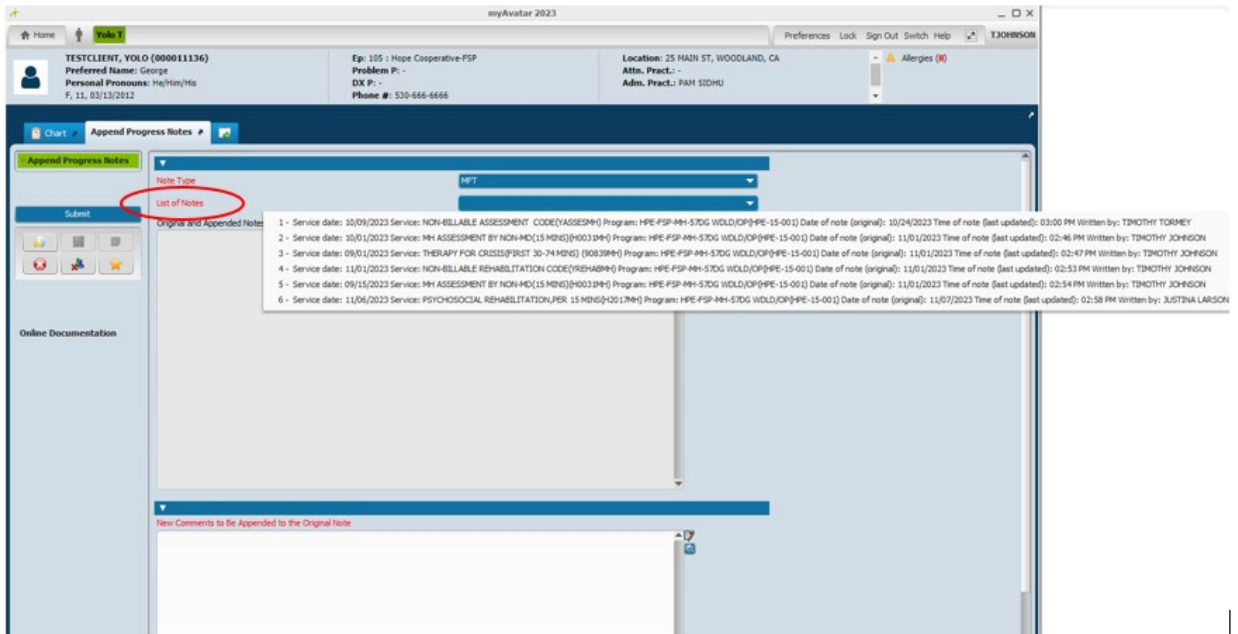 myAvatar 2023
Home
Yolo T
Preferences Lock Sign Out Switch Help TJOHNSON
TESTCLIENT, YOLO (000011136)
Preferred Name: George
Personal Pronouns: He/Him/His
F, 11, 03/13/2012
Ep: 105 : Hope Cooperative-FSP
Problem P: -
DX P: -
Phone #: 530-666-6666
Location: 25 MAIN ST, WOODLAND, CA
Attn. Pract.: -
Adm. Pract.: PAM SIDHU
Allergies (8)
Chart
Append Progress Notes
Append Progress Notes
Submit
Online Documentation
Note Type
MFT
List of Notes
Original and Appended Notes
1 - Service date: 10/09/2023 Service: NON-BILLABLE ASSESSMENT CODE(YASSESMH) Program: HPE-FSP-MH-57DG WDLD/OP(HPE-15-001) Date of note (original): 10/24/2023 Time of note (last updated): 03:00 PM Written by: TIMOTHY TORMEY
2 - Service date: 10/01/2023 Service: MH ASSESSMENT BY NON-MD(15 MINS)(H0031MH) Program: HPE-FSP-MH-57DG WDLD/OP(HPE-15-001) Date of note (original): 11/01/2023 Time of note (last updated): 02:46 PM Written by: TIMOTHY JOHNSON
3 - Service date: 09/01/2023 Service: THERAPY FOR CRISIS(FIRST 30-74 MINS) (90839MH) Program: HPE-FSP-MH-57DG WDLD/OP(HPE-15-001) Date of note (original): 11/01/2023 Time of note (last updated): 02:47 PM Written by: TIMOTHY JOHNSON
4 - Service date: 11/01/2023 Service: NON-BILLABLE REHABILITATION CODE(YREHABMH) Program: HPE-FSP-MH-57DG WDLD/OP(HPE-15-001) Date of note (original): 11/01/2023 Time of note (last updated): 02:53 PM Written by: TIMOTHY JOHNSON
5 - Service date: 09/15/2023 Service: MH ASSESSMENT BY NON-MD(15 MINS)(H0031MH) Program: HPE-FSP-MH-57DG WDLD/OP(HPE-15-001) Date of note (original): 11/01/2023 Time of note (last updated): 02:54 PM Written by: TIMOTHY JOHNSON
6 - Service date: 11/06/2023 Service: PSYCHOSOCIAL REHABILITATION,PER 15 MINS(H2017MH) Program: HPE-FSP-MH-57DG WDLD/OP(HPE-15-001) Date of note (original): 11/07/2023 Time of note (last updated): 02:58 PM Written by: JUSTINA LARSON
New Comments to Be Appended to the Original Note